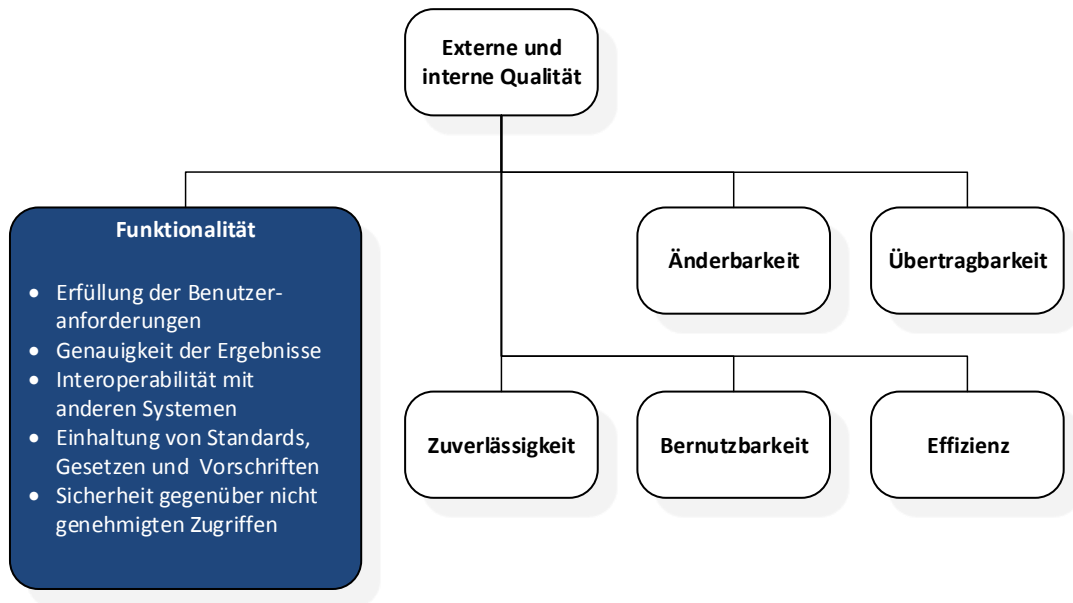 Externe und
interne Qualität
Funktionalität
• Erfüllung der Benutzer-
anforderungen
• Genauigkeit der Ergebnisse
• Interoperabilität mit
anderen Systemen
• Einhaltung von Standards,
Gesetzen und Vorschriften
• Sicherheit gegenüber nicht
genehmigten Zugriffen
Änderbarkeit
Übertragbarkeit
Zuverlässigkeit
Bernutzbarkeit
Effizienz